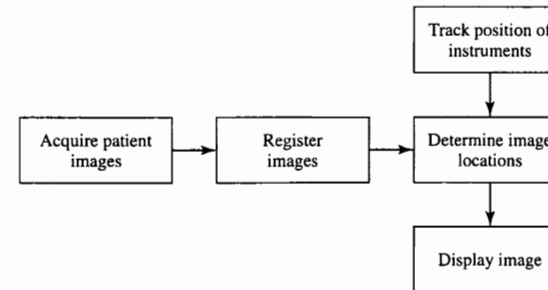 Track position of
instruments
Acquire patient
images
Register
images
Determine image
locations
Display image